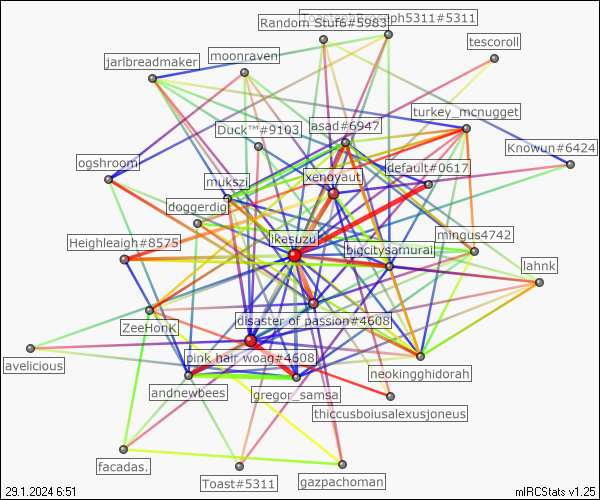 Random Stuf6#5983
ph5311#5311
tescoroll
jarlbreadmaker
moonraven
turkey_mcnugget
Duck™#9103
asad#6947
Knowun#6424
ogshroom
xenoyaut
default#0617
mukszi
doggerdig
Heighleaigh#8575
ikasuzu
bigcitysamurai
mingus4742
lahnk
disaster of passion#4608
ZeeHonK
pink hair woag#4608
avelicious
neokingghidorah
andnewbees
gregor_samsa
thiccusboiusalexusjoneus
facadas.
Toast#5311
gazpachoman
29.1.2024 6:51
mIRCStats v1.25